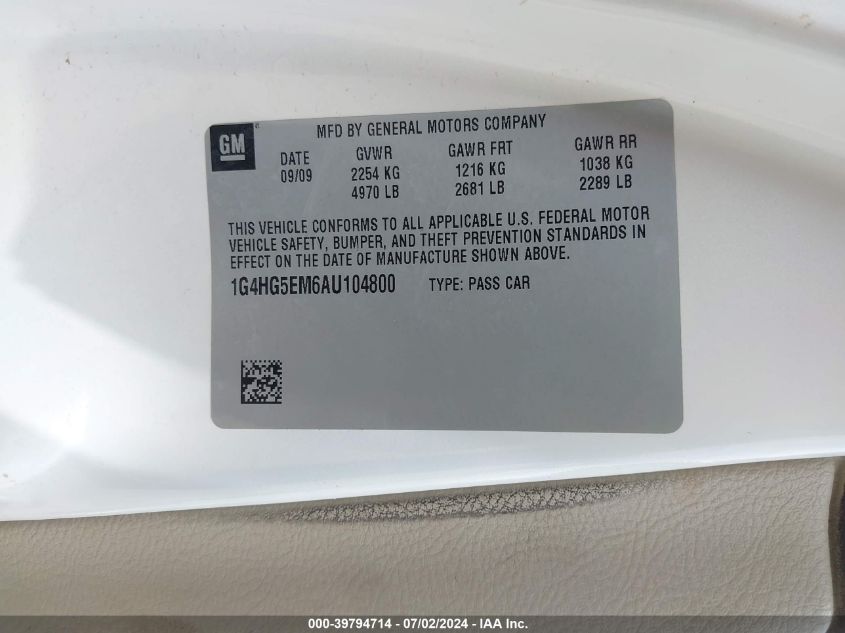 GM
MFD BY GENERAL MOTORS COMPANY
DATE GVWR GAWR FRT GAWR RR
09/09 2254 KG 1216 KG 1038 KG
4970 LB 2681 LB 2289 LB
THIS VEHICLE CONFORMS TO ALL APPLICABLE U.S. FEDERAL MOTOR
VEHICLE SAFETY, BUMPER, AND THEFT PREVENTION STANDARDS IN
EFFECT ON THE DATE OF MANUFACTURE SHOWN ABOVE.
1G4HG5EM6AU104800 TYPE: PASS CAR
000-39794714 - 07/02/2024 - IAA Inc.